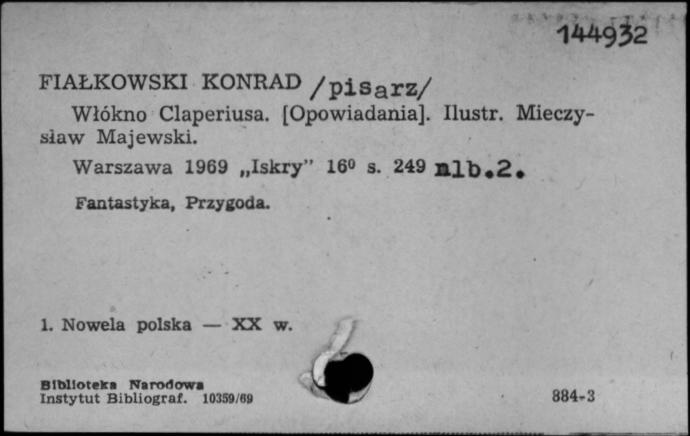 144932
FIAŁKOWSKI KONRAD /pisarz/
Włókno Claperiusa. [Opowiadania]. Ilustr. Mieczy-
sław Majewski.
Warszawa 1969 „Iskry” 16⁰ s. 249 nlb.2.
Fantastyka, Przygoda.
1. Nowela polska — XX w.
Biblioteka Narodowa
Instytut Bibliograf. 10359/69
884-3